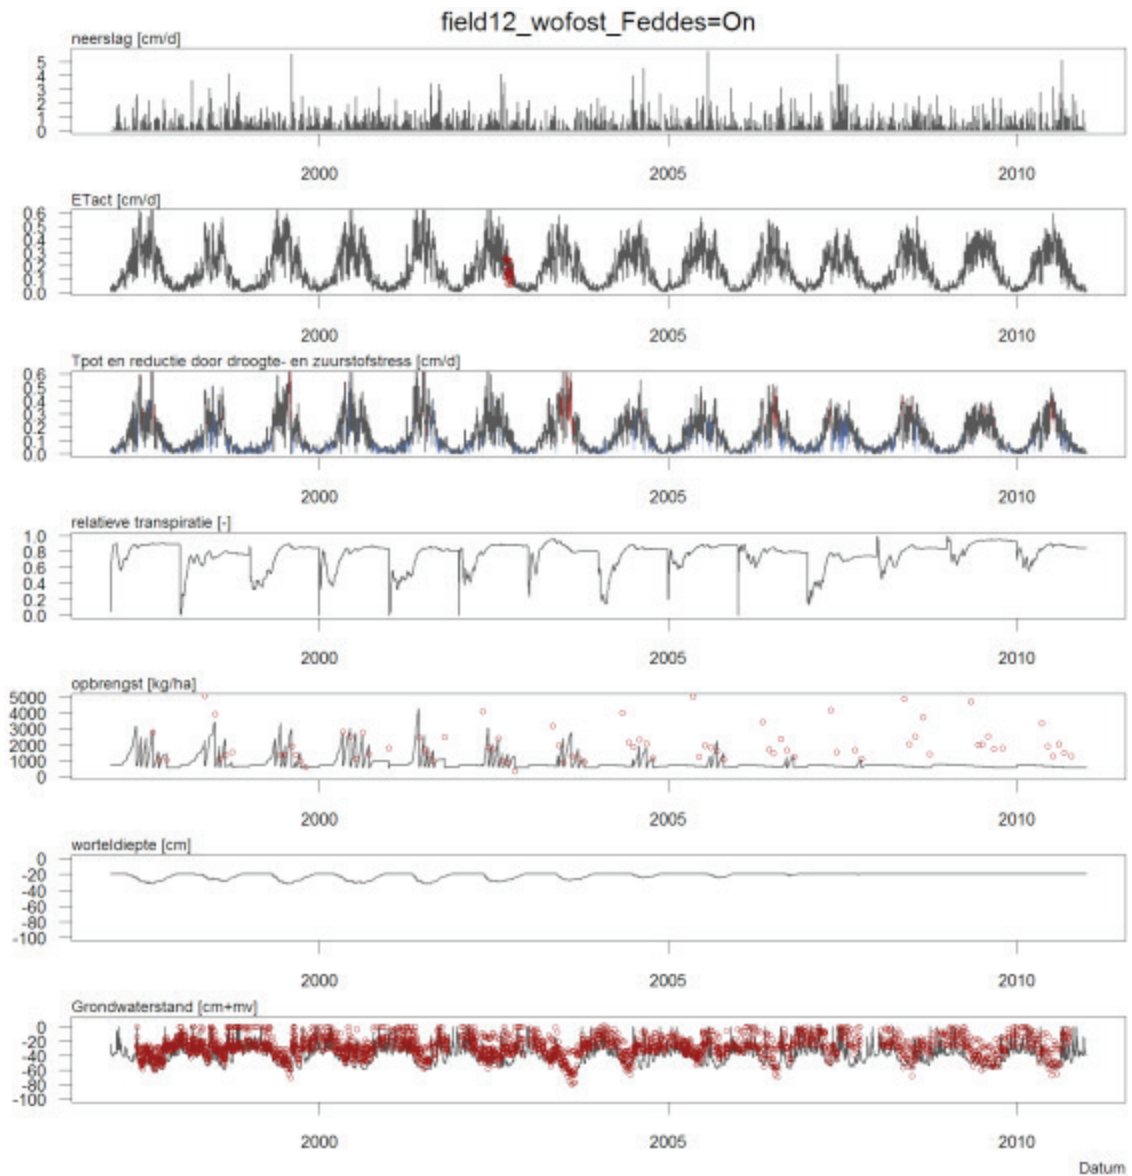 field12_wofost_Feddes=On
neerslag [cm/d]
5
4
3
2
1
0
2000 2005 2010
ETact [cm/d]
0.6
0.5
0.4
0.3
0.2
0.1
0.0
2000 2005 2010
Tpot en reductie door droogte- en zuurstofstress [cm/d]
0.6
0.5
0.4
0.3
0.2
0.1
0.0
2000 2005 2010
relatieve transpiratie [-]
1.0
0.8
0.6
0.4
0.2
0.0
2000 2005 2010
opbrengst [kg/ha]
5000
4000
3000
2000
1000
0
2000 2005 2010
worteldiepte [cm]
0
-20
-40
-60
-80
-100
2000 2005 2010
Grondwaterstand [cm+mv]
0
-20
-40
-60
-80
-100
2000 2005 2010
Datum